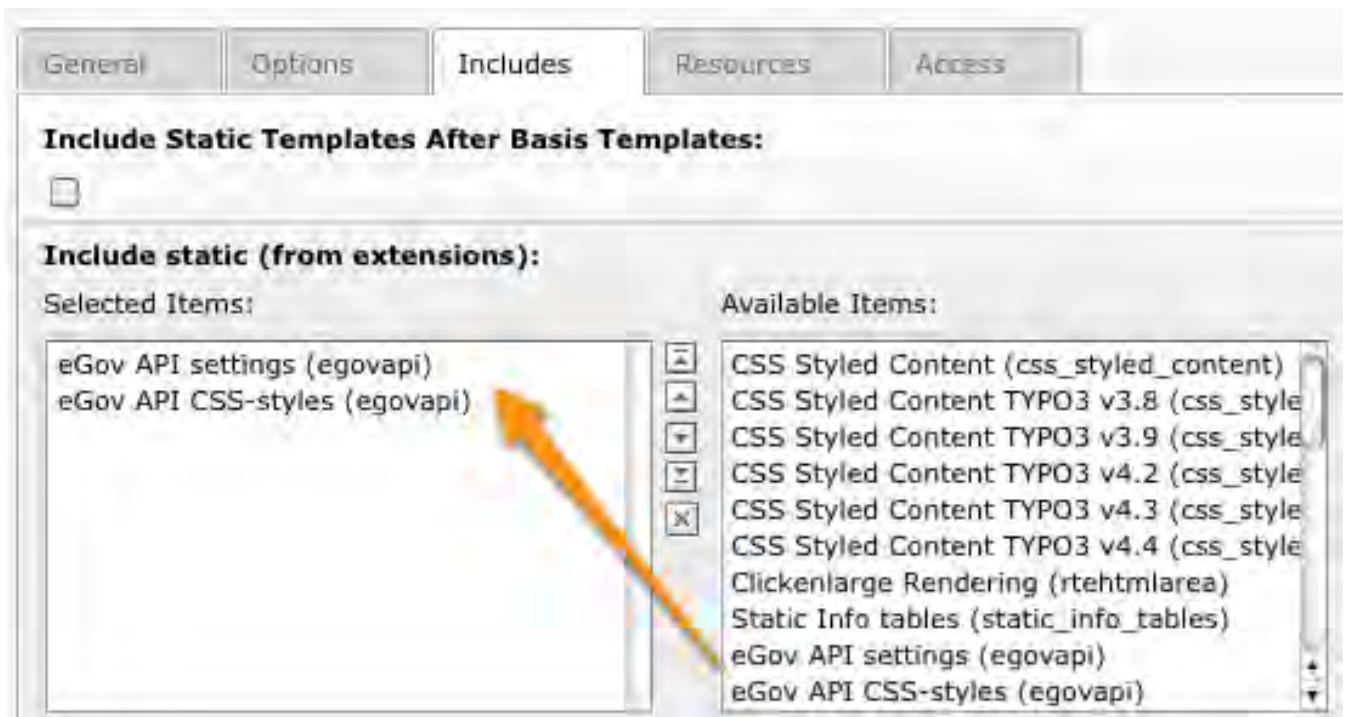 General Options Includes Resources Access
Include Static Templates After Basis Templates:
Include static (from extensions):
Selected Items:
eGov API settings (egovapi)
eGov API CSS-styles (egovapi)
Available Items:
CSS Styled Content (css_styled_content)
CSS Styled Content TYPO3 v3.8 (css_style
CSS Styled Content TYPO3 v3.9 (css_style
CSS Styled Content TYPO3 v4.2 (css_style
CSS Styled Content TYPO3 v4.3 (css_style
CSS Styled Content TYPO3 v4.4 (css_style
Clickenlarge Rendering (rtehtmlarea)
Static Info tables (static_info_tables)
eGov API settings (egovapi)
eGov API CSS-styles (egovapi)